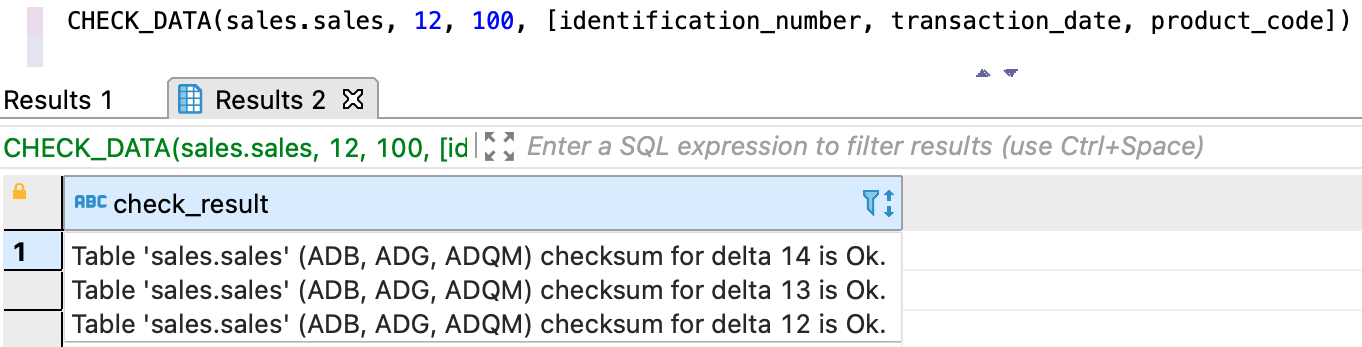 CHECK_DATA(sales.sales, 12, 100, [identification_number, transaction_date, product_code])
Results 1 Results 2
CHECK_DATA(sales.sales, 12, 100, [id Enter a SQL expression to filter results (use Ctrl+Space)
ABC check_result
1 Table 'sales.sales' (ADB, ADG, ADQM) checksum for delta 14 is Ok.
Table 'sales.sales' (ADB, ADG, ADQM) checksum for delta 13 is Ok.
Table 'sales.sales' (ADB, ADG, ADQM) checksum for delta 12 is Ok.